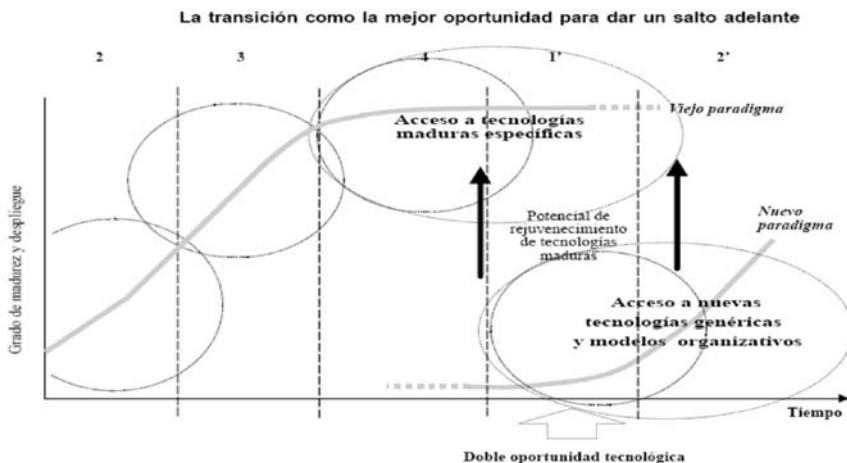 La transición como la mejor oportunidad para dar un salto adelante
2 3 4 1' 2'
Viejo paradigma
Acceso a tecnologías
maduras específicas
Grado de madurez y despliegue
Potencial de
rejuvenecimiento
de tecnologías
maduras
Nuevo
paradigma
Acceso a nuevas
tecnologías genéricas
y modelos organizativos
Tiempo
Doble oportunidad tecnológica